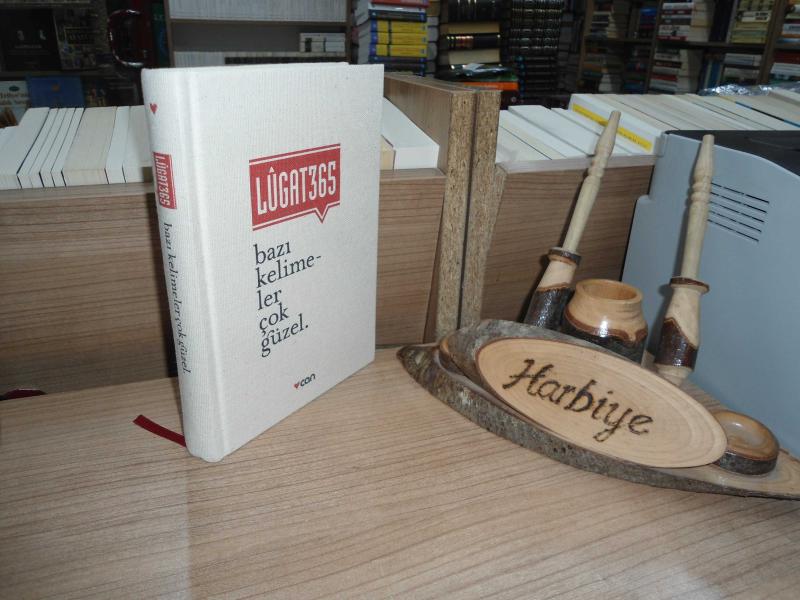 LÛGAT365
bazı
kelime-
ler
çok
güzel.
can
LÛGAT365
bazı kelimeler çok güzel.
Harbiye